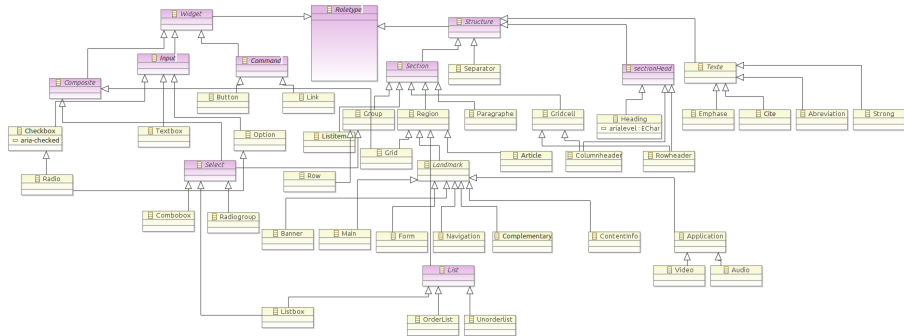 Widget
Roletype
Structure
Composite
Input
Command
Section
Separator
sectionHead
Texte
Button
Link
Checkbox
aria-checked
Textbox
Option
Listitem
Group
Region
Paragraphe
Gridcell
Heading
arialevel : EChar
Emphase
Cite
Abreviation
Strong
Radio
Select
Row
Grid
Landmark
Article
Columnheader
Rowheader
Combobox
Radiogroup
Banner
Main
Form
Navigation
Complementary
ContentInfo
Application
Video
Audio
List
Listbox
OrderList
Unorderlist